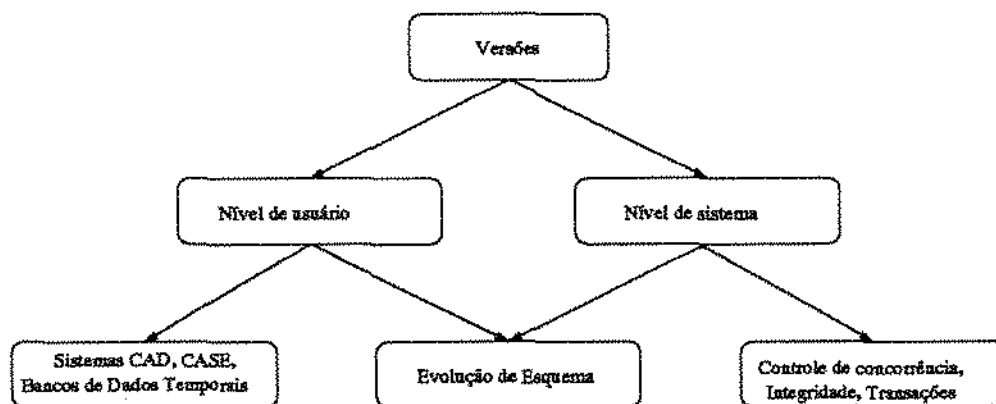 Versões
Nível de usuário
Nível de sistema
Sistemas CAD, CASE,
Bancos de Dados Temporais
Evolução de Esquema
Controle de concorrência,
Integridade, Transações